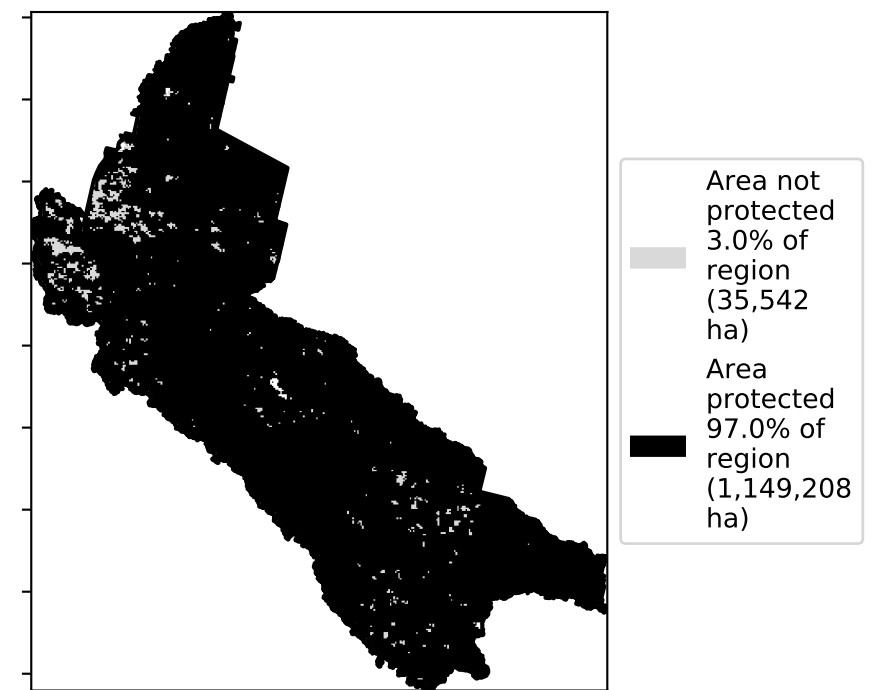 Area not
protected
3.0% of
region
(35,542
ha)
Area
protected
97.0% of
region
(1,149,208
ha)